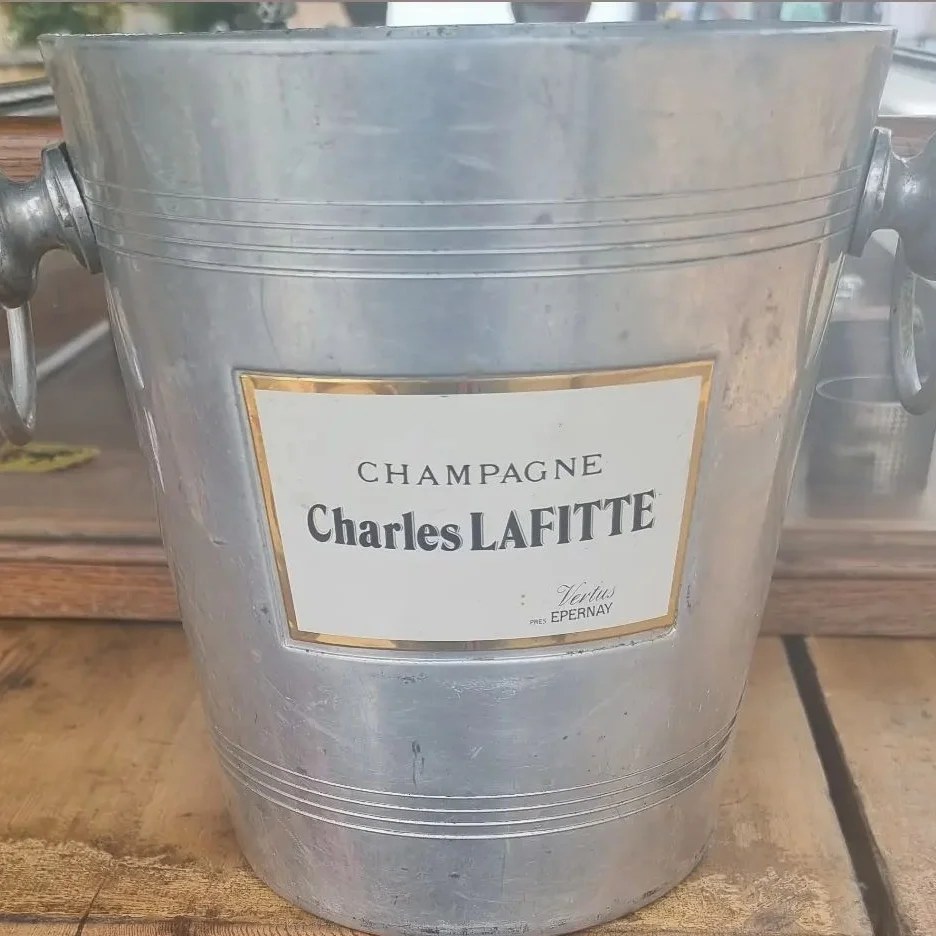 CHAMPAGNE
Charles LAFITTE
Vertus
PRES EPERNAY